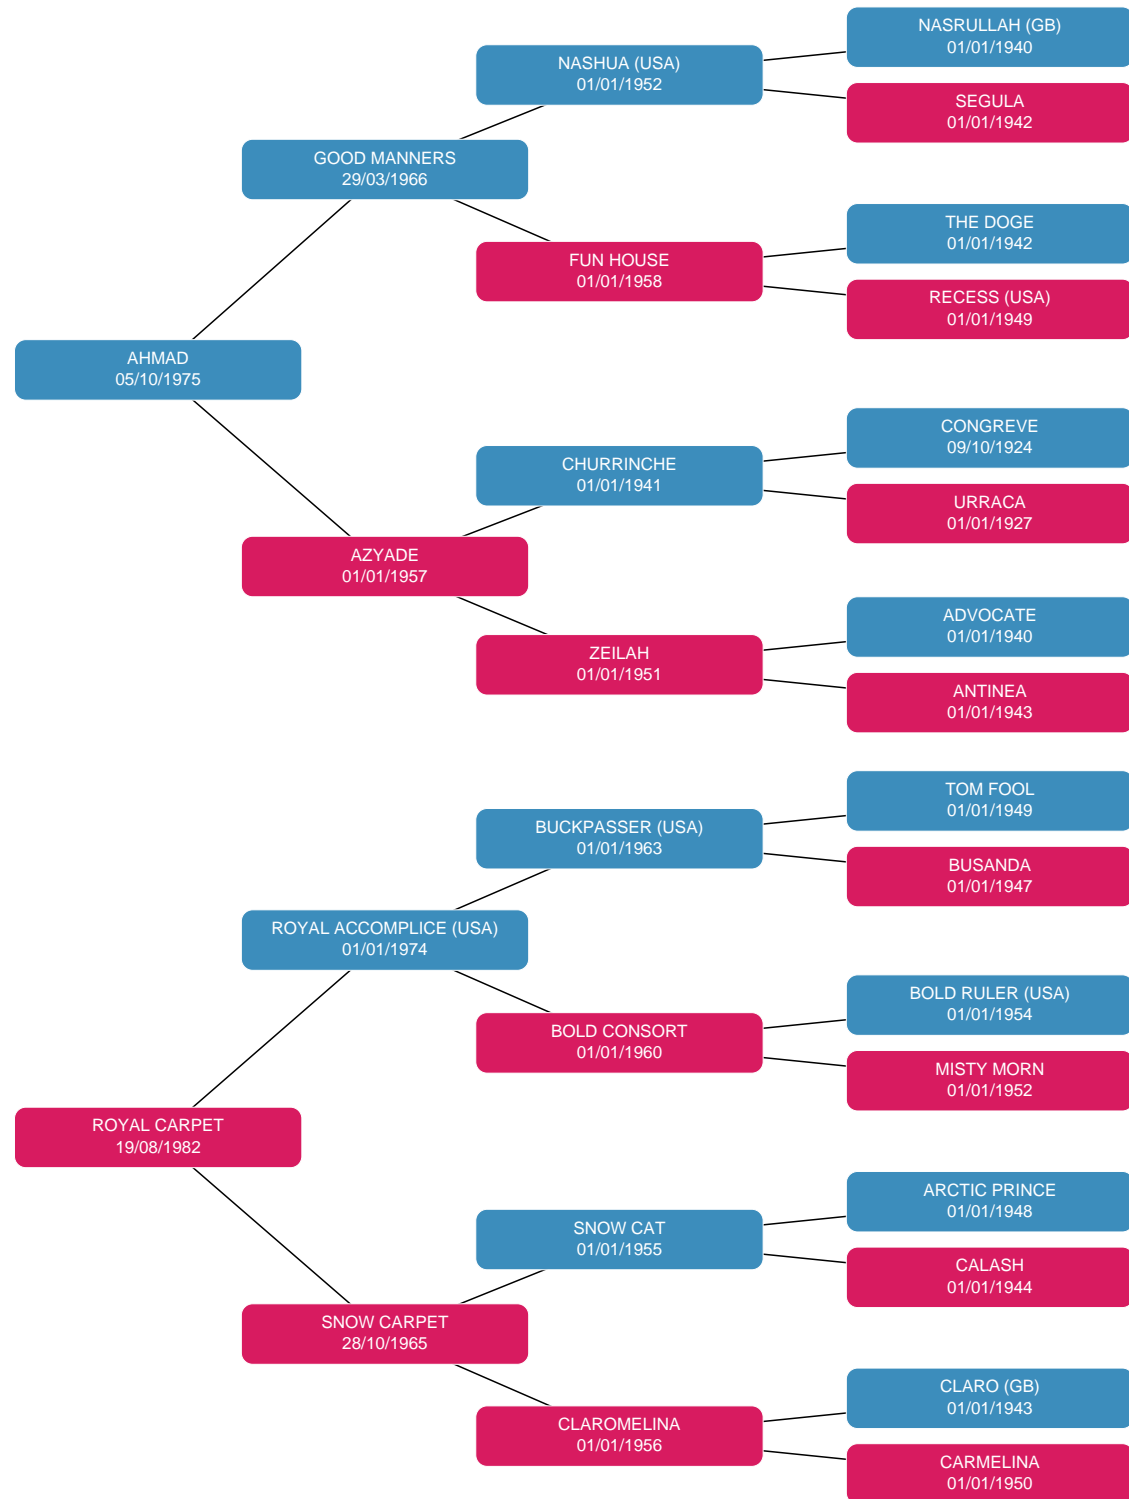 NASRULLAH (GB)
01/01/1940
NASHUA (USA)
01/01/1952
SEGULA
01/01/1942
GOOD MANNERS
29/03/1966
THE DOGE
01/01/1942
FUN HOUSE
01/01/1958
RECESS (USA)
01/01/1949
AHMAD
05/10/1975
CONGREVE
09/10/1924
CHURRINCHE
01/01/1941
URRACA
01/01/1927
AZYADE
01/01/1957
ADVOCATE
01/01/1940
ZEILAH
01/01/1951
ANTINEA
01/01/1943
TOM FOOL
01/01/1949
BUCKPASSER (USA)
01/01/1963
BUSANDA
01/01/1947
ROYAL ACCOMPLICE (USA)
01/01/1974
BOLD RULER (USA)
01/01/1954
BOLD CONSORT
01/01/1960
MISTY MORN
01/01/1952
ROYAL CARPET
19/08/1982
ARCTIC PRINCE
01/01/1948
SNOW CAT
01/01/1955
CALASH
01/01/1944
SNOW CARPET
28/10/1965
CLARO (GB)
01/01/1943
CLAROMELINA
01/01/1956
CARMELINA
01/01/1950